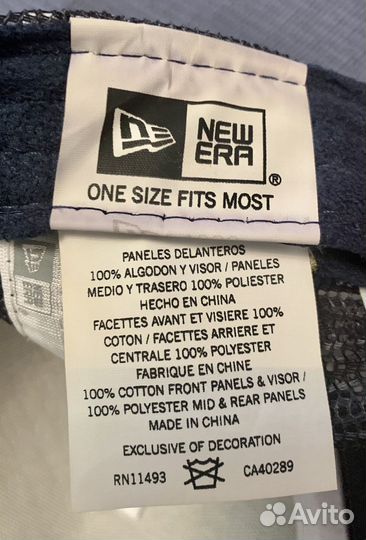 NEW
ERA
®
ONE SIZE FITS MOST
PANELES DELANTEROS
100% ALGODON Y VISOR / PANELES
MEDIO Y TRASERO 100% POLIESTER
HECHO EN CHINA
FACETTES AVANT ET VISIERE 100%
COTON / FACETTES ARRIERE ET
CENTRALE 100% POLYESTER
FABRIQUE EN CHINE
100% COTTON FRONT PANELS & VISOR /
100% POLYESTER MID & REAR PANELS
MADE IN CHINA
EXCLUSIVE OF DECORATION
RN11493 CA40289
Avito